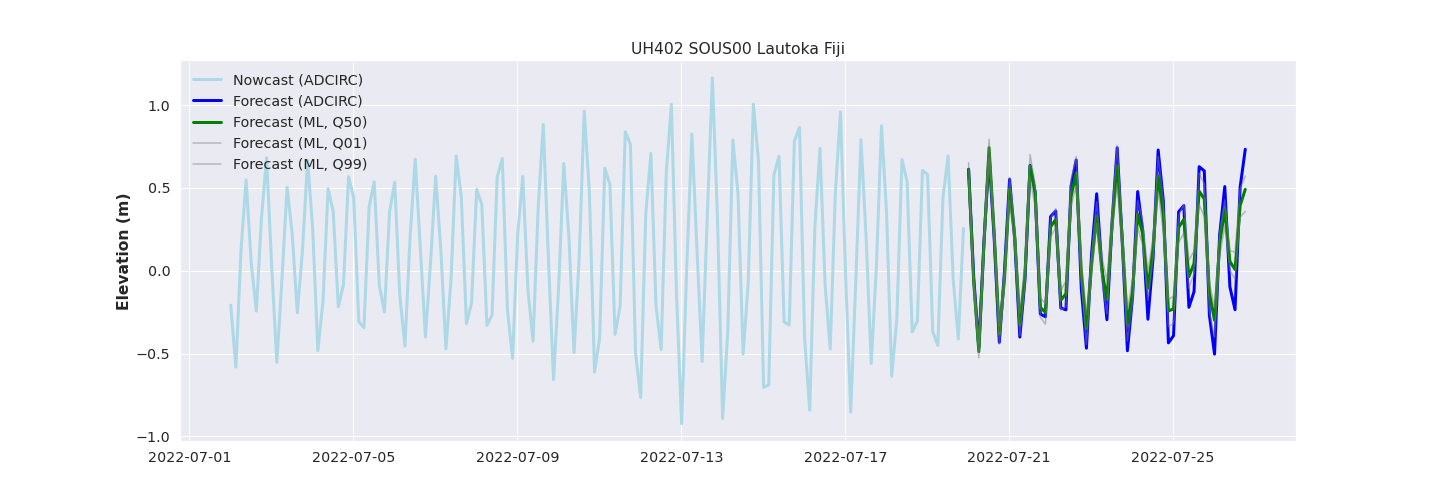 UH402 SOUS00 Lautoka Fiji
Nowcast (ADCIRC)
Forecast (ADCIRC)
Forecast (ML, Q50)
Forecast (ML, Q01)
Forecast (ML, Q99)
Elevation (m)
1.0
0.5
0.0
−0.5
−1.0
2022-07-01 2022-07-05 2022-07-09 2022-07-13 2022-07-17 2022-07-21 2022-07-25